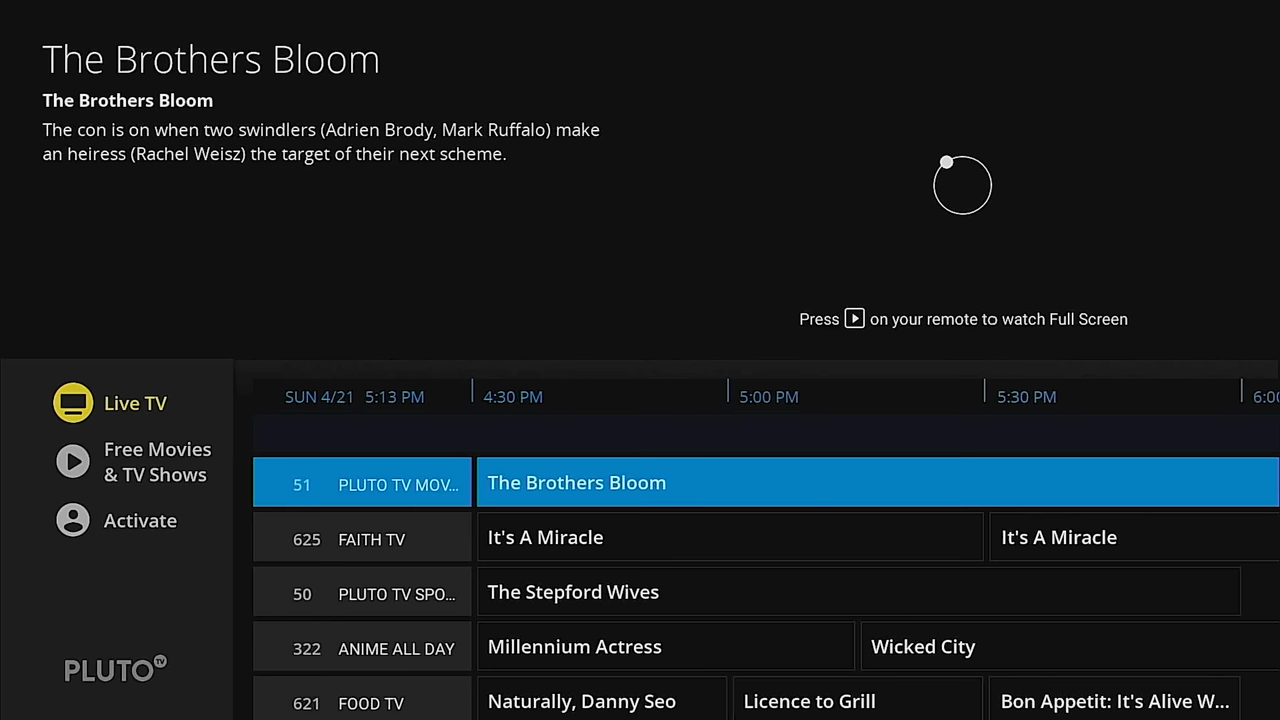 The Brothers Bloom
The Brothers Bloom
The con is on when two swindlers (Adrien Brody, Mark Ruffalo) make
an heiress (Rachel Weisz) the target of their next scheme.
Press on your remote to watch Full Screen
Live TV
Free Movies
& TV Shows
Activate
PLUTO TV
SUN 4/21 5:13 PM 4:30 PM 5:00 PM 5:30 PM 6:00
51 PLUTO TV MOV... The Brothers Bloom
625 FAITH TV It's A Miracle It's A Miracle
50 PLUTO TV SPO... The Stepford Wives
322 ANIME ALL DAY Millennium Actress Wicked City
621 FOOD TV Naturally, Danny Seo Licence to Grill Bon Appetit: It's Alive W...